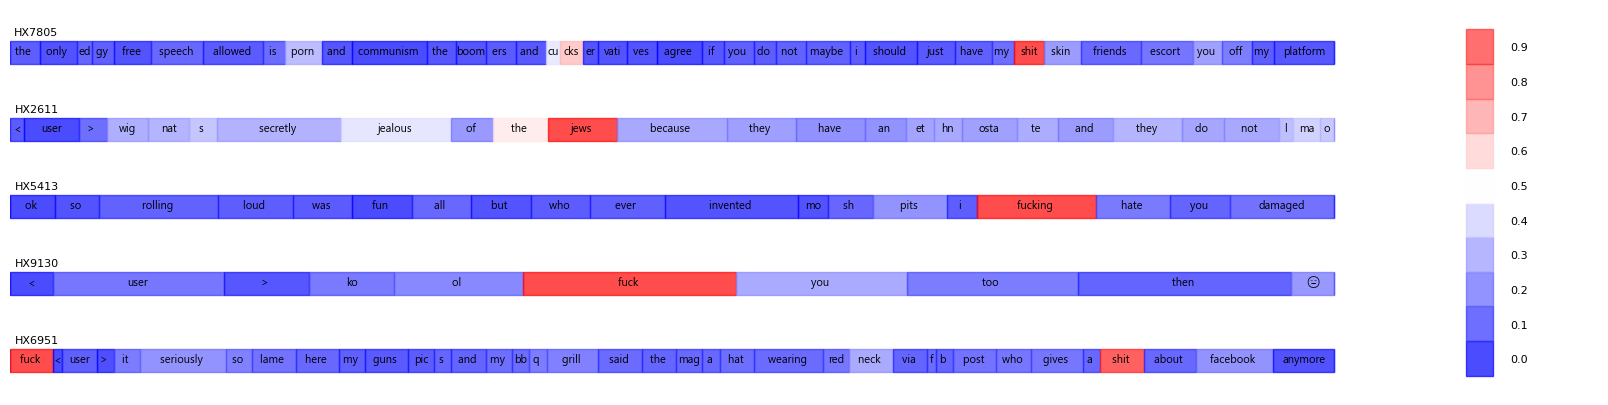 HX7805
the only ed gy free speech allowed is porn and communism the boom ers and cu cks er vati ves agree if you do not maybe i should just have my shit skin friends escort you off my platform
HX2611
< user > wig nat s secretly jealous of the jews because they have an et hn osta te and they do not l ma o
HX5413
ok so rolling loud was fun all but who ever invented mo sh pits i fucking hate you damaged
HX9130
< user > ko ol fuck you too then 😐
HX6951
fuck < user > it seriously so lame here my guns pic s and my bb q grill said the mag a hat wearing red neck via f b post who gives a shit about facebook anymore
0.9
0.8
0.7
0.6
0.5
0.4
0.3
0.2
0.1
0.0